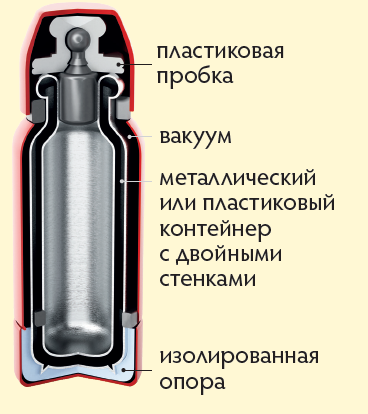 пластиковая
пробка
вакуум
металлический
или пластиковый
контейнер
с двойными
стенками
изолированная
опора